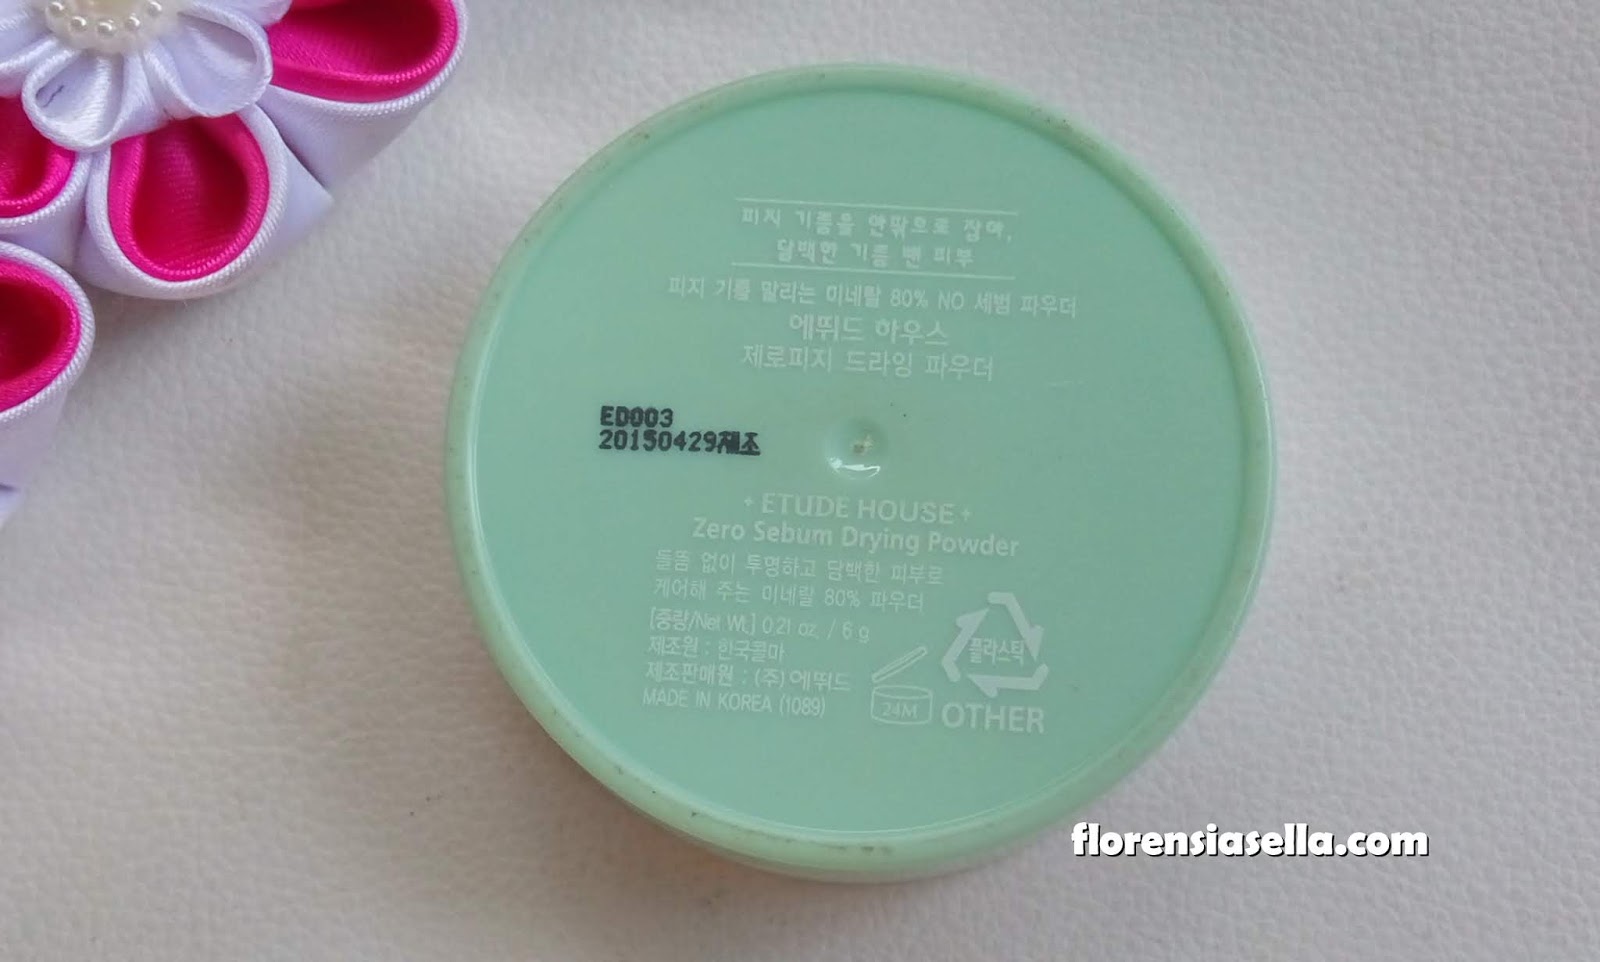 피지 기름을 안팎으로 잡아,
담백한 기름 뺀 피부
피지 기름 말리는 미네랄 80% NO 세범 파우더
에뛰드 하우스
제로피지 드라잉 파우더
ED003
20150429제조
ETUDE HOUSE
Zero Sebum Drying Powder
들뜸 없이 투명하고 담백한 피부로
케어해 주는 미네랄 80% 파우더
[중량/Net Wt.] 0.21 oz. / 6 g
제조원 : 한국콜마
제조판매원 : (주)에뛰드
MADE IN KOREA (1089)
24M
플라스틱
OTHER
florensiasella.com